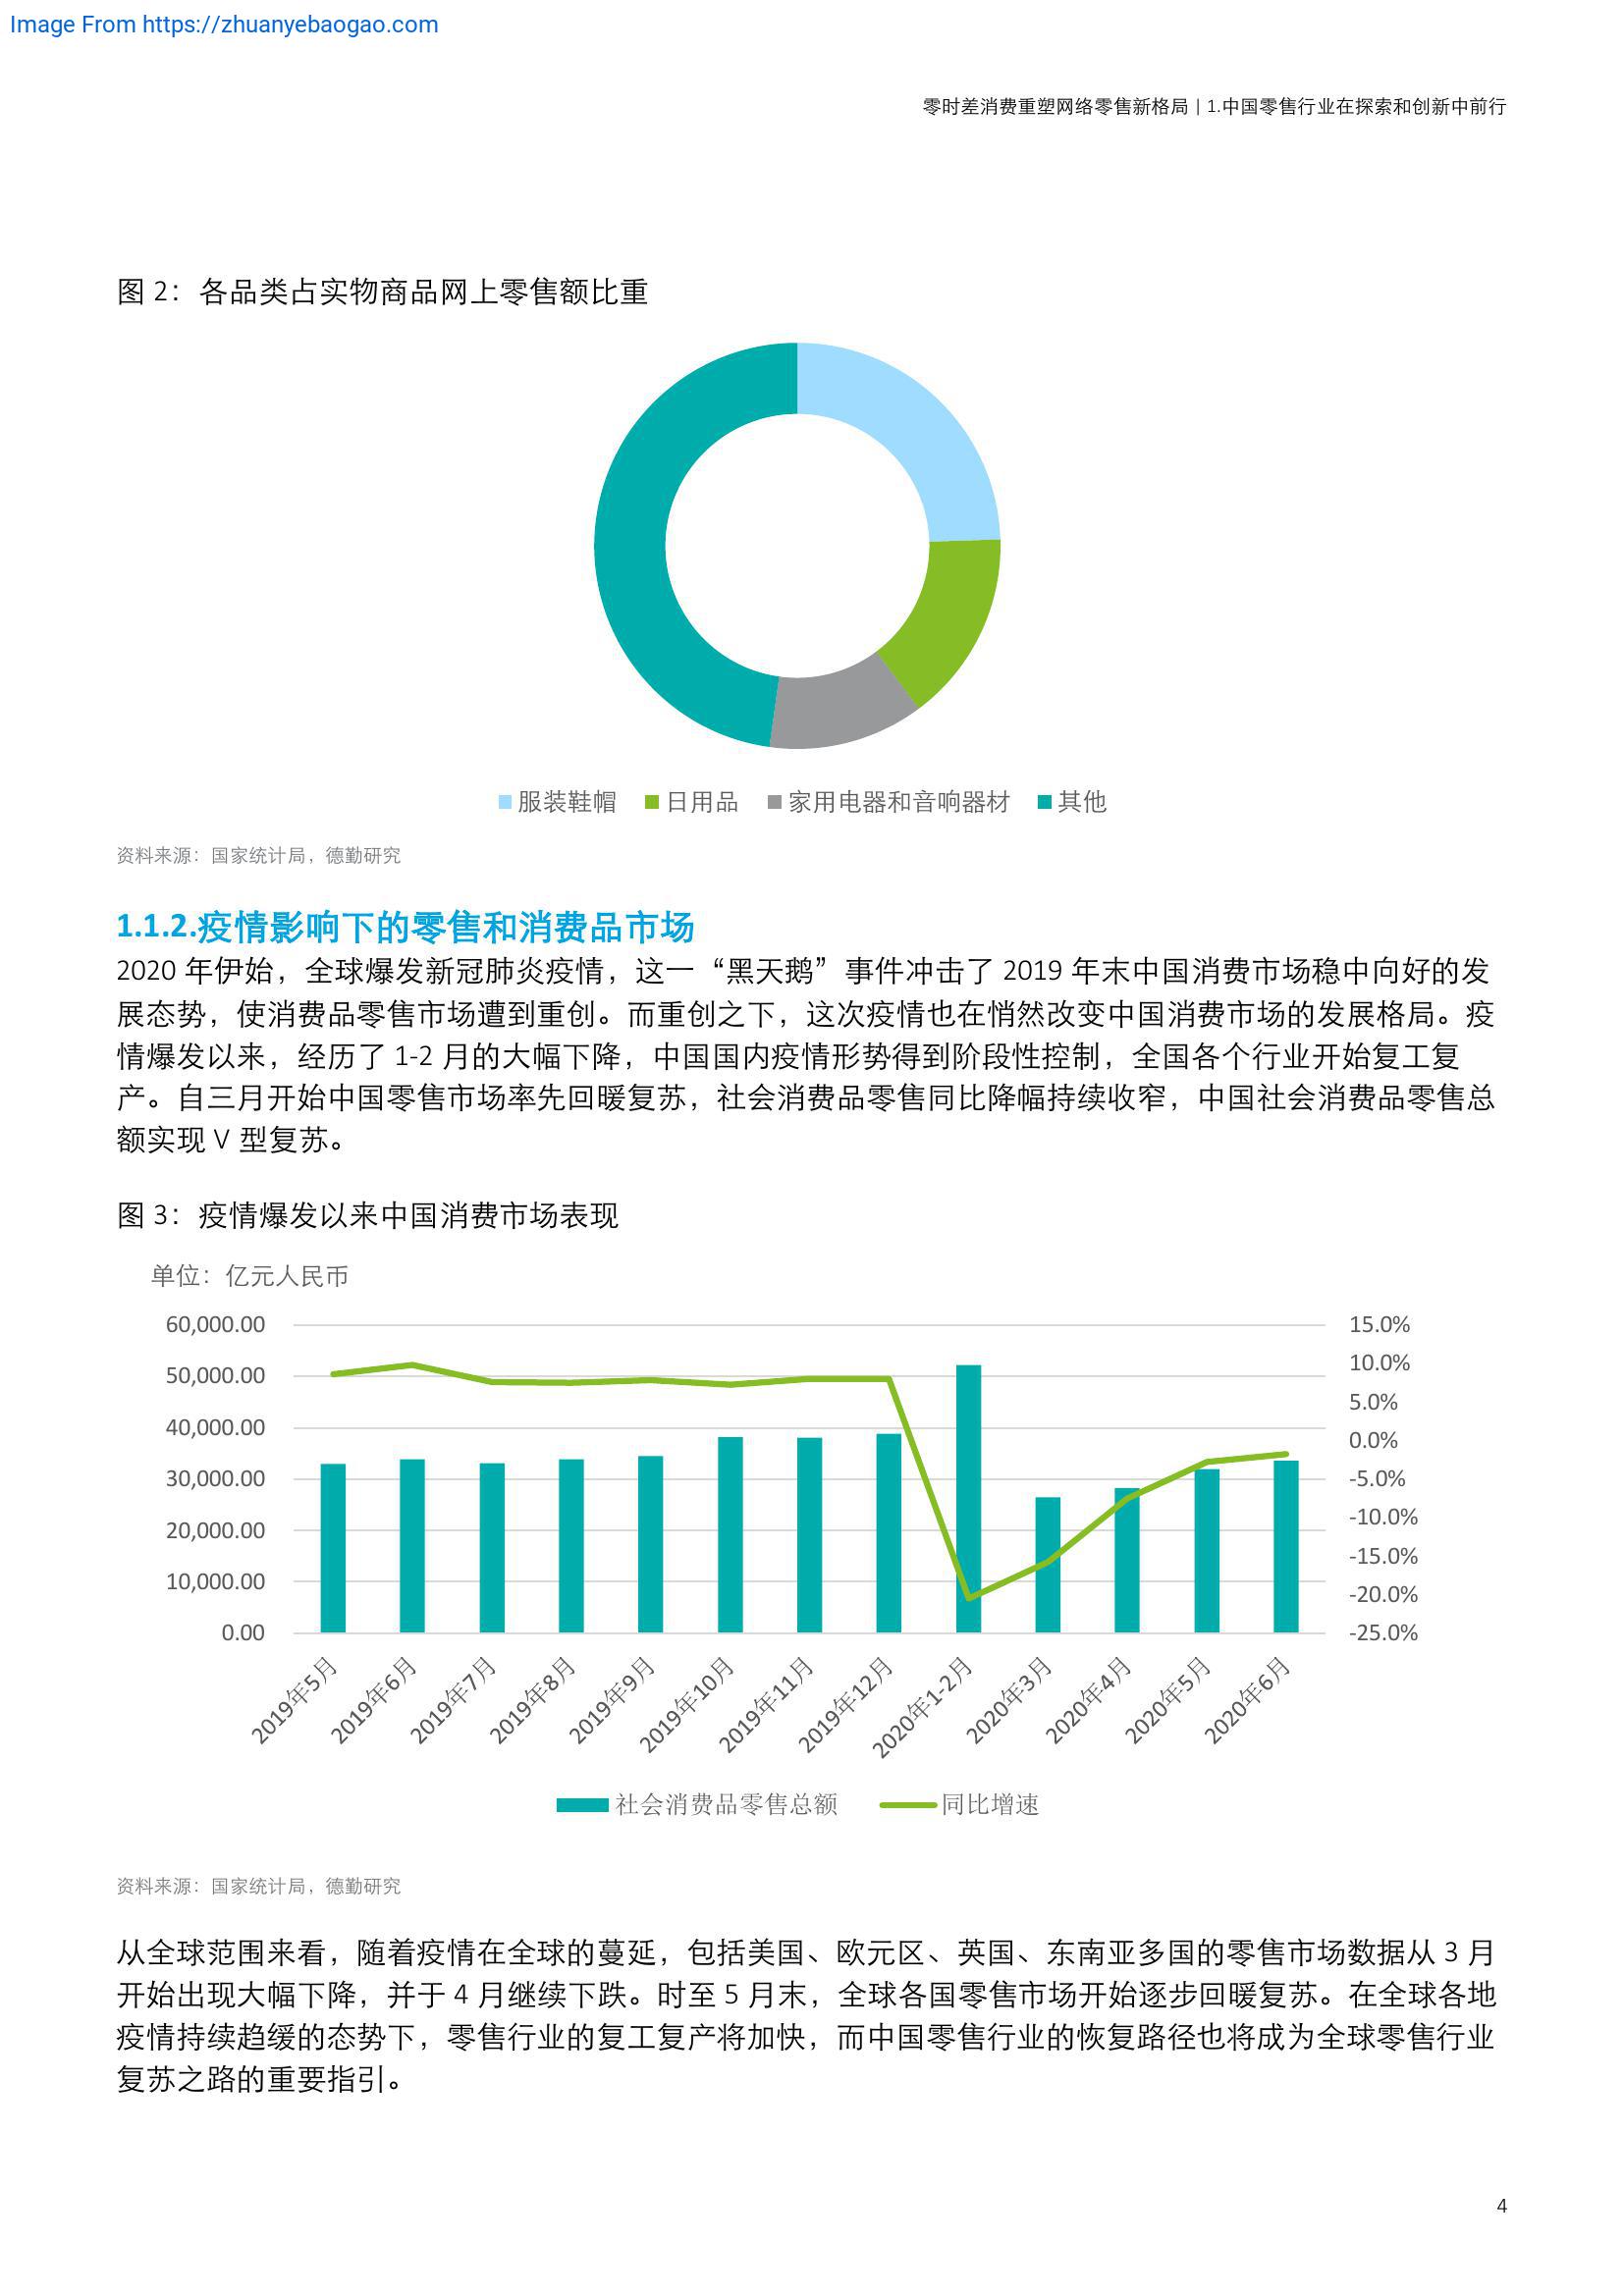 Image From https://zhuanyebaogao.com
零时差消费重塑网络零售新格局 | 1.中国零售行业在探索和创新中前行
图 2：各品类占实物商品网上零售额比重
服装鞋帽 日用品 家用电器和音响器材 其他
资料来源：国家统计局，德勤研究
1.1.2.疫情影响下的零售和消费品市场
2020 年伊始，全球爆发新冠肺炎疫情，这一“黑天鹅”事件冲击了 2019 年末中国消费市场稳中向好的发
展态势，使消费品零售市场遭到重创。而重创之下，这次疫情也在悄然改变中国消费市场的发展格局。疫
情爆发以来，经历了 1-2 月的大幅下降，中国国内疫情形势得到阶段性控制，全国各个行业开始复工复
产。自三月开始中国零售市场率先回暖复苏，社会消费品零售同比降幅持续收窄，中国社会消费品零售总
额实现 V 型复苏。
图 3：疫情爆发以来中国消费市场表现
单位：亿元人民币
60,000.00
50,000.00
40,000.00
30,000.00
20,000.00
10,000.00
0.00
15.0%
10.0%
5.0%
0.0%
-5.0%
-10.0%
-15.0%
-20.0%
-25.0%
2019年5月
2019年6月
2019年7月
2019年8月
2019年9月
2019年10月
2019年11月
2019年12月
2020年1-2月
2020年3月
2020年4月
2020年5月
2020年6月
社会消费品零售总额 同比增速
资料来源：国家统计局，德勤研究
从全球范围来看，随着疫情在全球的蔓延，包括美国、欧元区、英国、东南亚多国的零售市场数据从 3 月
开始出现大幅下降，并于 4 月继续下跌。时至 5 月末，全球各国零售市场开始逐步回暖复苏。在全球各地
疫情持续趋缓的态势下，零售行业的复工复产将加快，而中国零售行业的恢复路径也将成为全球零售行业
复苏之路的重要指引。
4